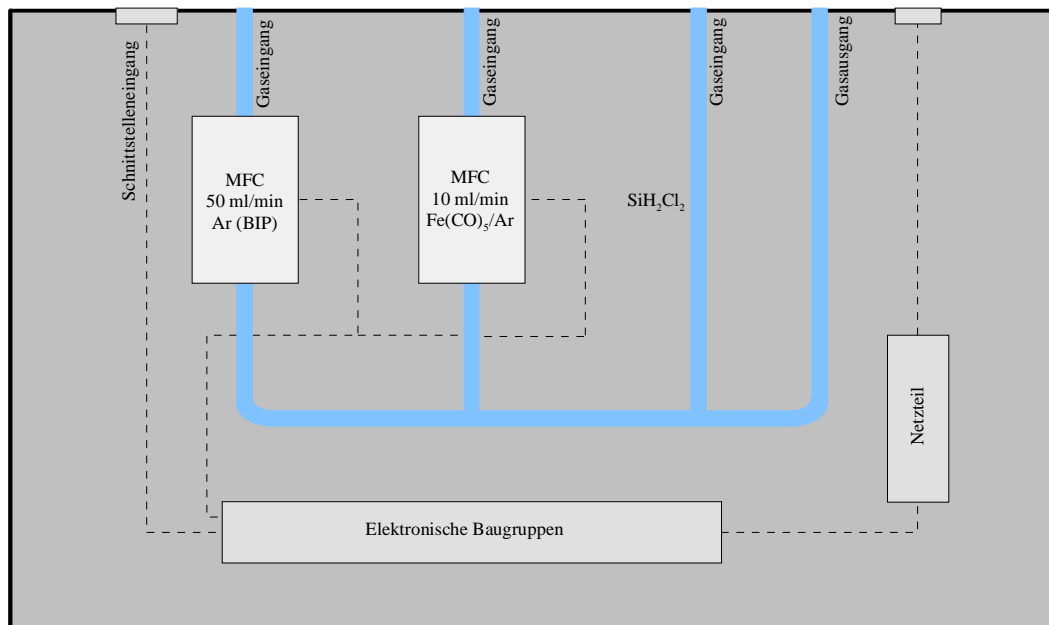 Schnittstelleneingang
Gaseingang
Gaseingang
Gaseingang
Gasausgang
MFC
50 ml/min
Ar (BIP)
MFC
10 ml/min
Fe(CO)₅/Ar
SiH₂Cl₂
Netzteil
Elektronische Baugruppen